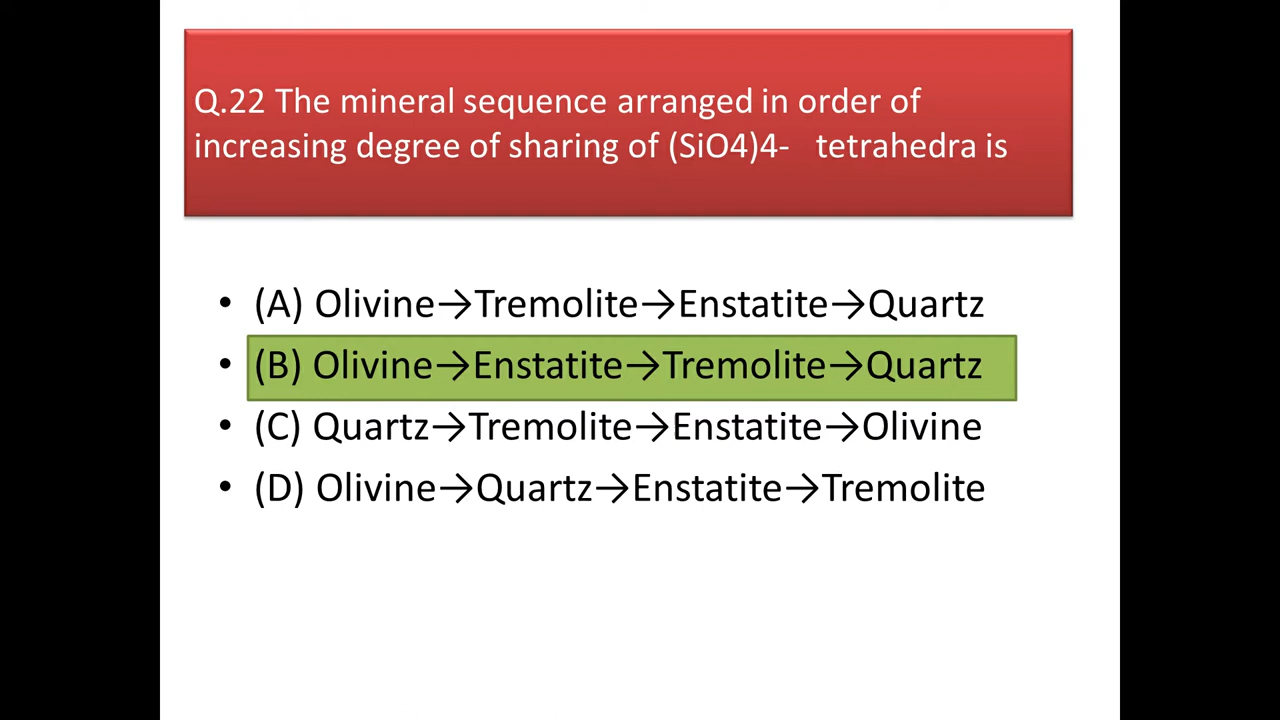 Q.22 The mineral sequence arranged in order of
increasing degree of sharing of (SiO4)4- tetrahedra is
• (A) Olivine→Tremolite→Enstatite→Quartz
• (B) Olivine→Enstatite→Tremolite→Quartz
• (C) Quartz→Tremolite→Enstatite→Olivine
• (D) Olivine→Quartz→Enstatite→Tremolite